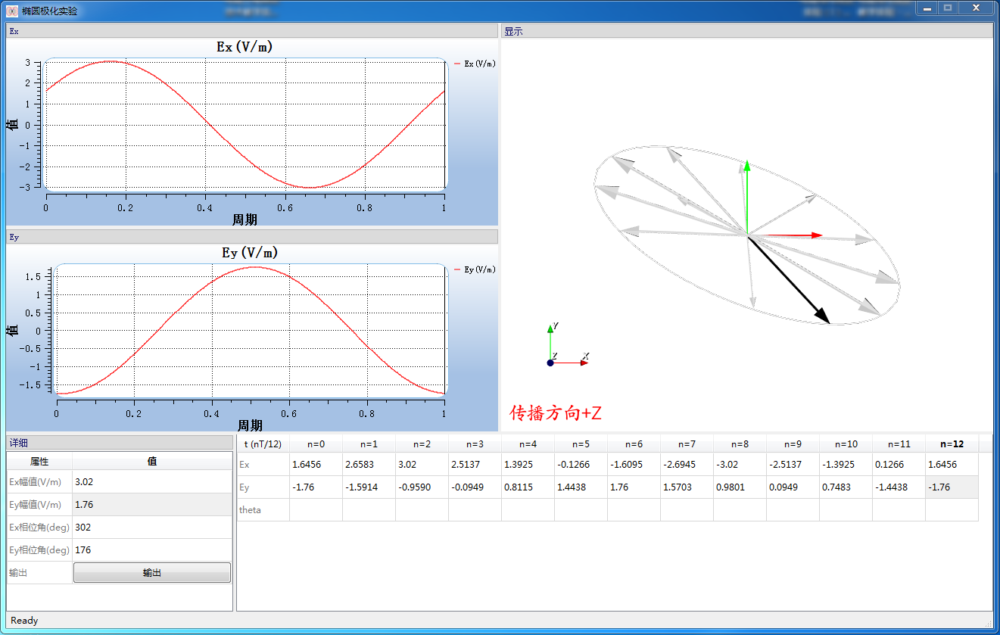 椭圆极化实验
Ex
Ex(V/m)
3
2
1
0
-1
-2
-3
值
0 0.2 0.4 0.6 0.8 1
周期
Ex(V/m)
Ey
Ey(V/m)
1.5
1
0.5
0
-0.5
-1
-1.5
值
0 0.2 0.4 0.6 0.8 1
周期
Ey(V/m)
显示
Y
Z X
传播方向+Z
详细
属性 值
Ex幅值(V/m) 3.02
Ey幅值(V/m) 1.76
Ex相位角(deg) 302
Ey相位角(deg) 176
输出 输出
t (nT/12) n=0 n=1 n=2 n=3 n=4 n=5 n=6 n=7 n=8 n=9 n=10 n=11 n=12
Ex 1.6456 2.6583 3.02 2.5137 1.3925 -0.1266 -1.6095 -2.6945 -3.02 -2.5137 -1.3925 0.1266 1.6456
Ey -1.76 -1.5914 -0.9590 -0.0949 0.8115 1.4438 1.76 1.5703 0.9801 0.0949 0.7483 -1.4438 -1.76
theta
Ready